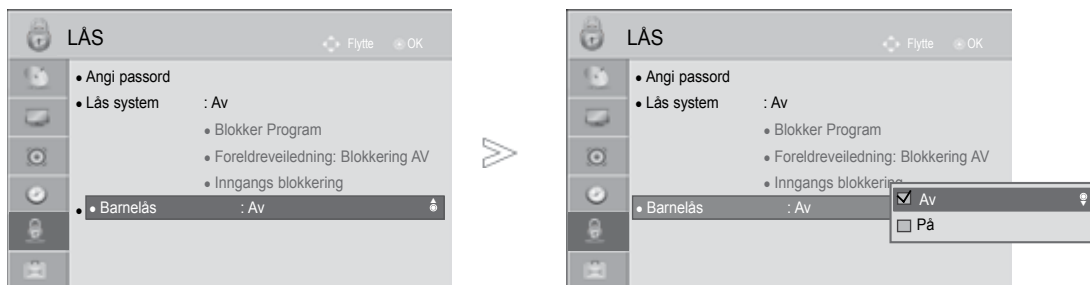 LÅS
Flytte OK
• Angi passord
• Lås system : Av
• Blokker Program
• Foreldreveiledning: Blokkering AV
• Inngangs blokkering
• • Barnelås : Av
LÅS
Flytte OK
• Angi passord
• Lås system : Av
• Blokker Program
• Foreldreveiledning: Blokkering AV
• Inngangs blokkering
• Barnelås : Av
Av
På